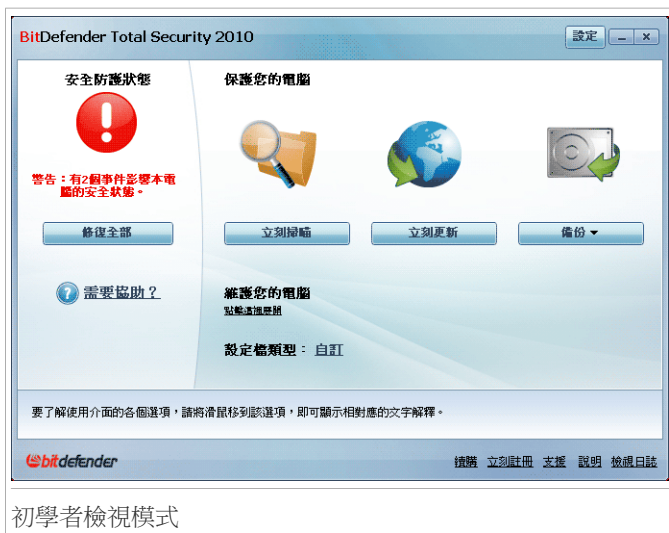 BitDefender Total Security 2010
設定
安全防護狀態
保護您的電腦
警告：有2個事件影響本電
腦的安全狀態。
修復全部
立刻掃瞄
立刻更新
備份
需要協助？
維護您的電腦
點擊這裡展開
設定檔類型： 自訂
要了解使用介面的各個選項，請將滑鼠移到該選項，即可顯示相對應的文字解釋。
bitdefender
續購 立刻註冊 支援 說明 檢視日誌
初學者檢視模式